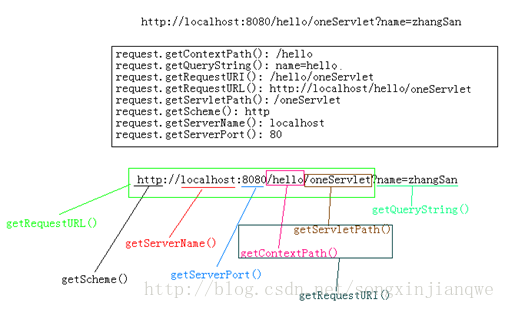 http://localhost:8080/hello/oneServlet?name=zhangSan
request.getContextPath(): /hello
request.getQueryString(): name=hello.
request.getRequestURI(): /hello/oneServlet
request.getRequestURL(): http://localhost/hello/oneServlet
request.getServletPath(): /oneServlet
request.getScheme(): http
request.getServerName(): localhost
request.getServerPort(): 80
http://localhost:8080/hello/oneServlet?name=zhangSan
getRequestURL()
getQueryString()
getServletPath()
getServerName()
getContextPath()
getScheme()
getServerPort()
getRequestURI()
http://blog.csdn.net/songxinjianqwe